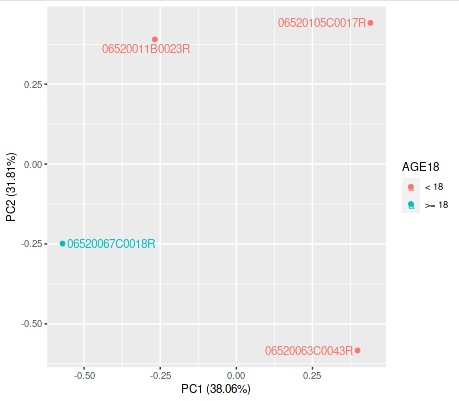 06520105C0017R
06520011B0023R
0.25
0.00
06520067C0018R
-0.25
-0.50
06520063C0043R
-0.50
-0.25
0.00
0.25
PC1 (38.06%)
PC2 (31.81%)
AGE18
< 18
>= 18